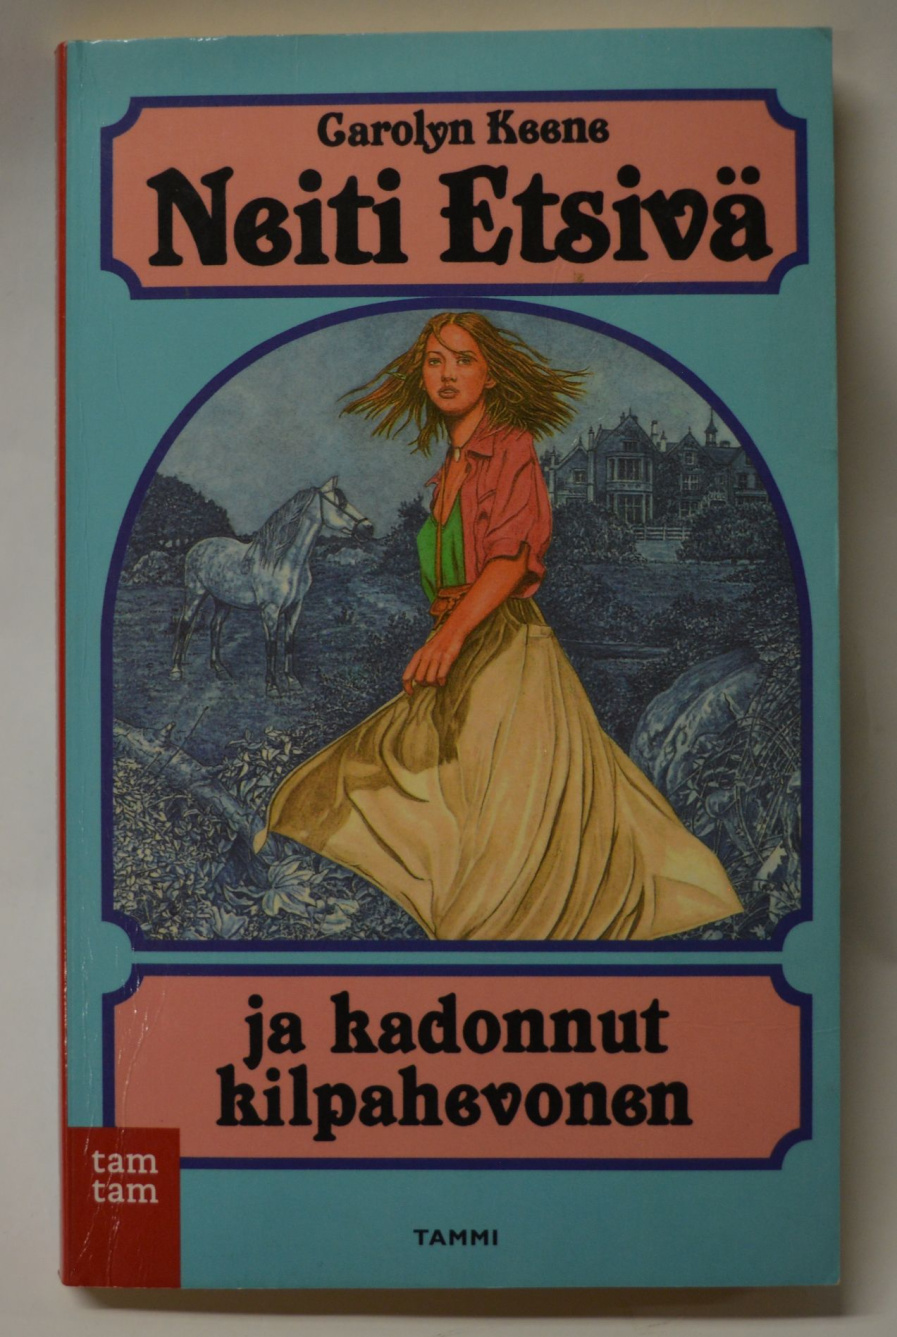 Carolyn Keene
Neiti Etsivä
ja kadonnut
kilpahevonen
tam
tam
TAMMI